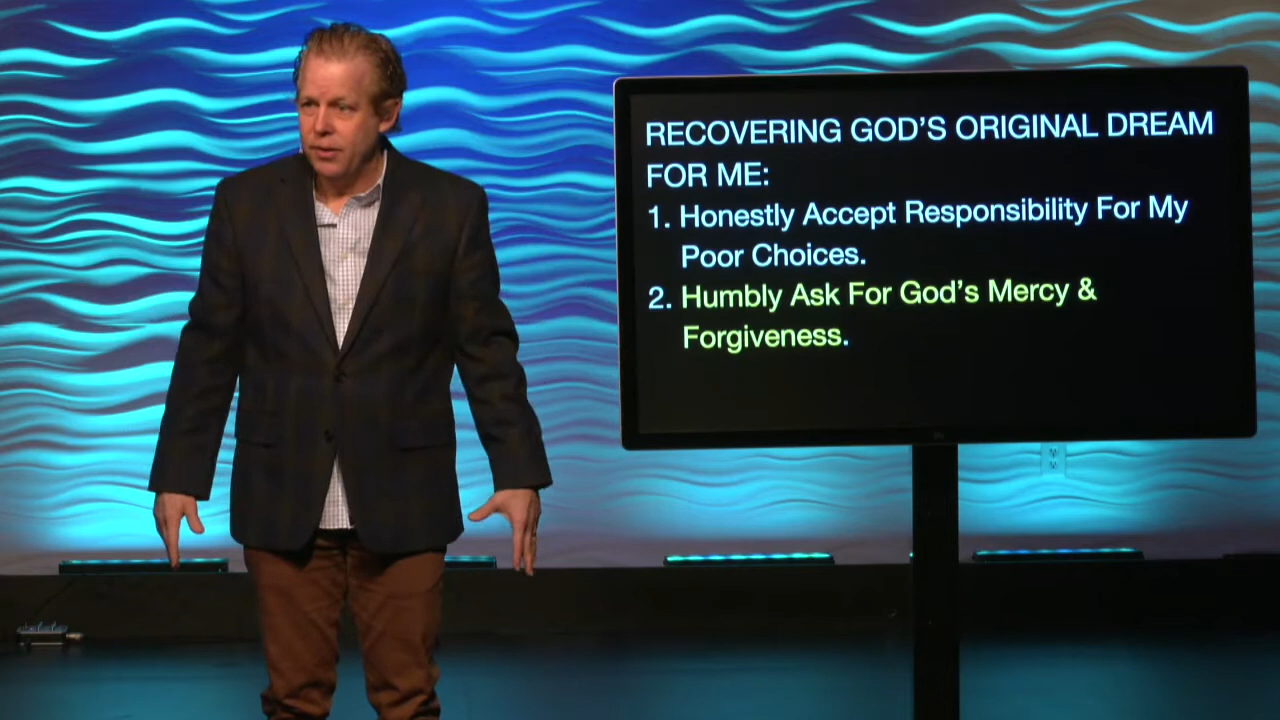 RECOVERING GOD'S ORIGINAL DREAM
FOR ME:
1. Honestly Accept Responsibility For My
Poor Choices.
2. Humbly Ask For God's Mercy &
Forgiveness.